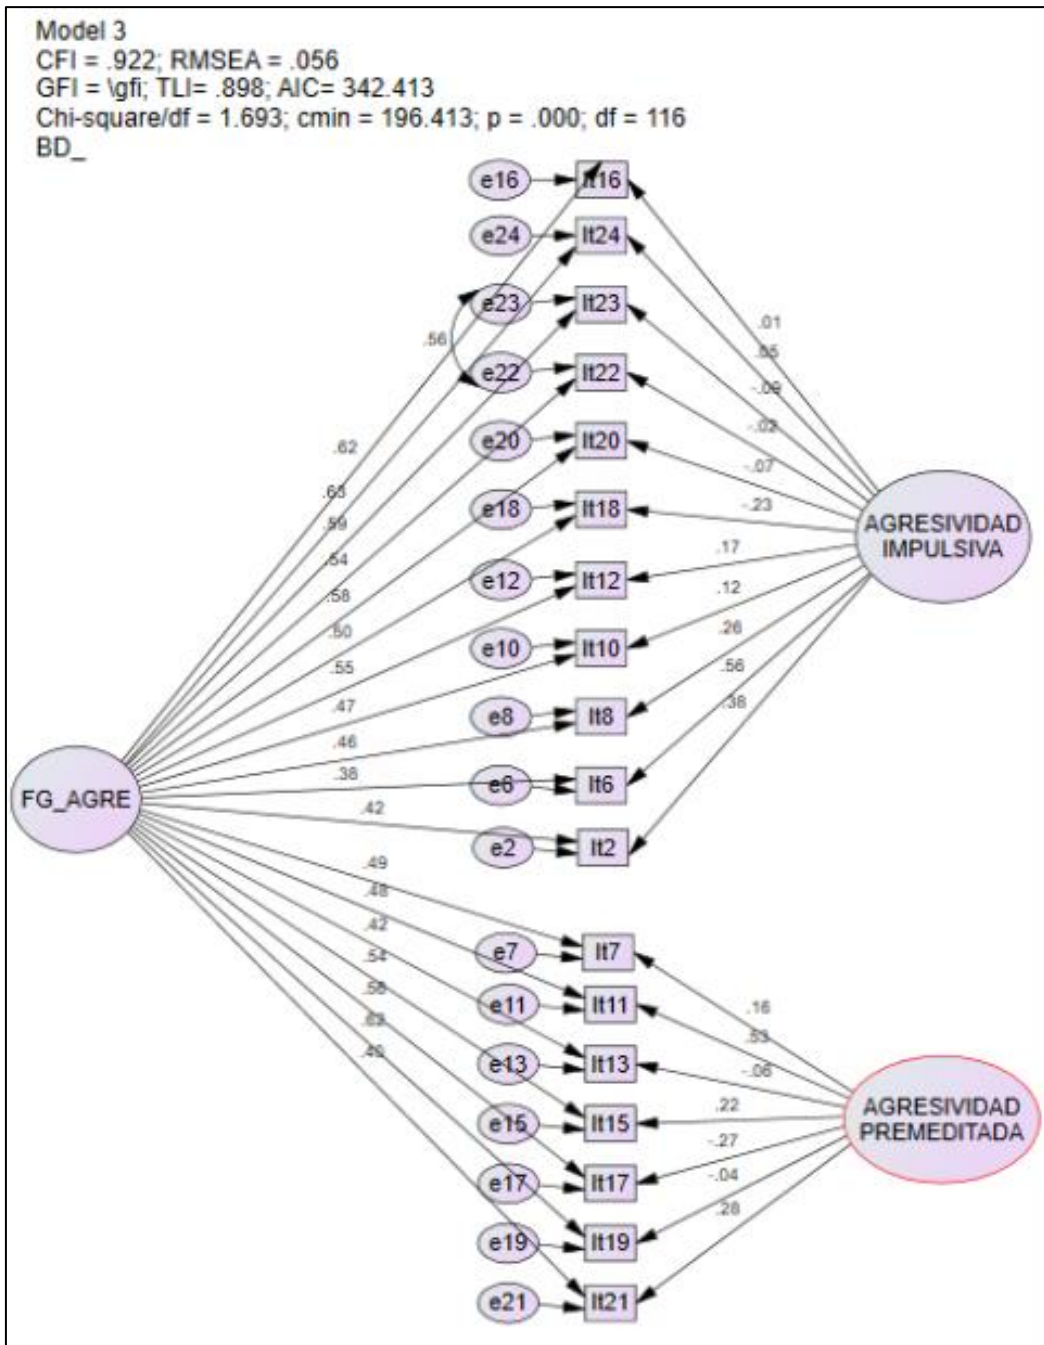 Model 3
CFI = .922; RMSEA = .056
GFI = \gfi; TLI= .898; AIC= 342.413
Chi-square/df = 1.693; cmin = 196.413; p = .000; df = 116
BD_
e16 It16
e24 It24
e23 It23
.56
e22 It22
e20 It20
e18 It18
e12 It12
e10 It10
e8 It8
e6 It6
e2 It2
.62
.63
.59
.54
.58
.50
.55
.47
.46
.38
.42
.01
.05
-.09
-.02
-.07
-.23
.17
.12
.26
.56
.38
AGRESIVIDAD
IMPULSIVA
FG_AGRE
.49
.48
.42
.54
.56
.62
e7 It7
e11 It11
e13 It13
e15 It15
e17 It17
e19 It19
e21 It21
.16
.53
-.06
.22
-.27
-.04
.28
AGRESIVIDAD
PREMEDITADA